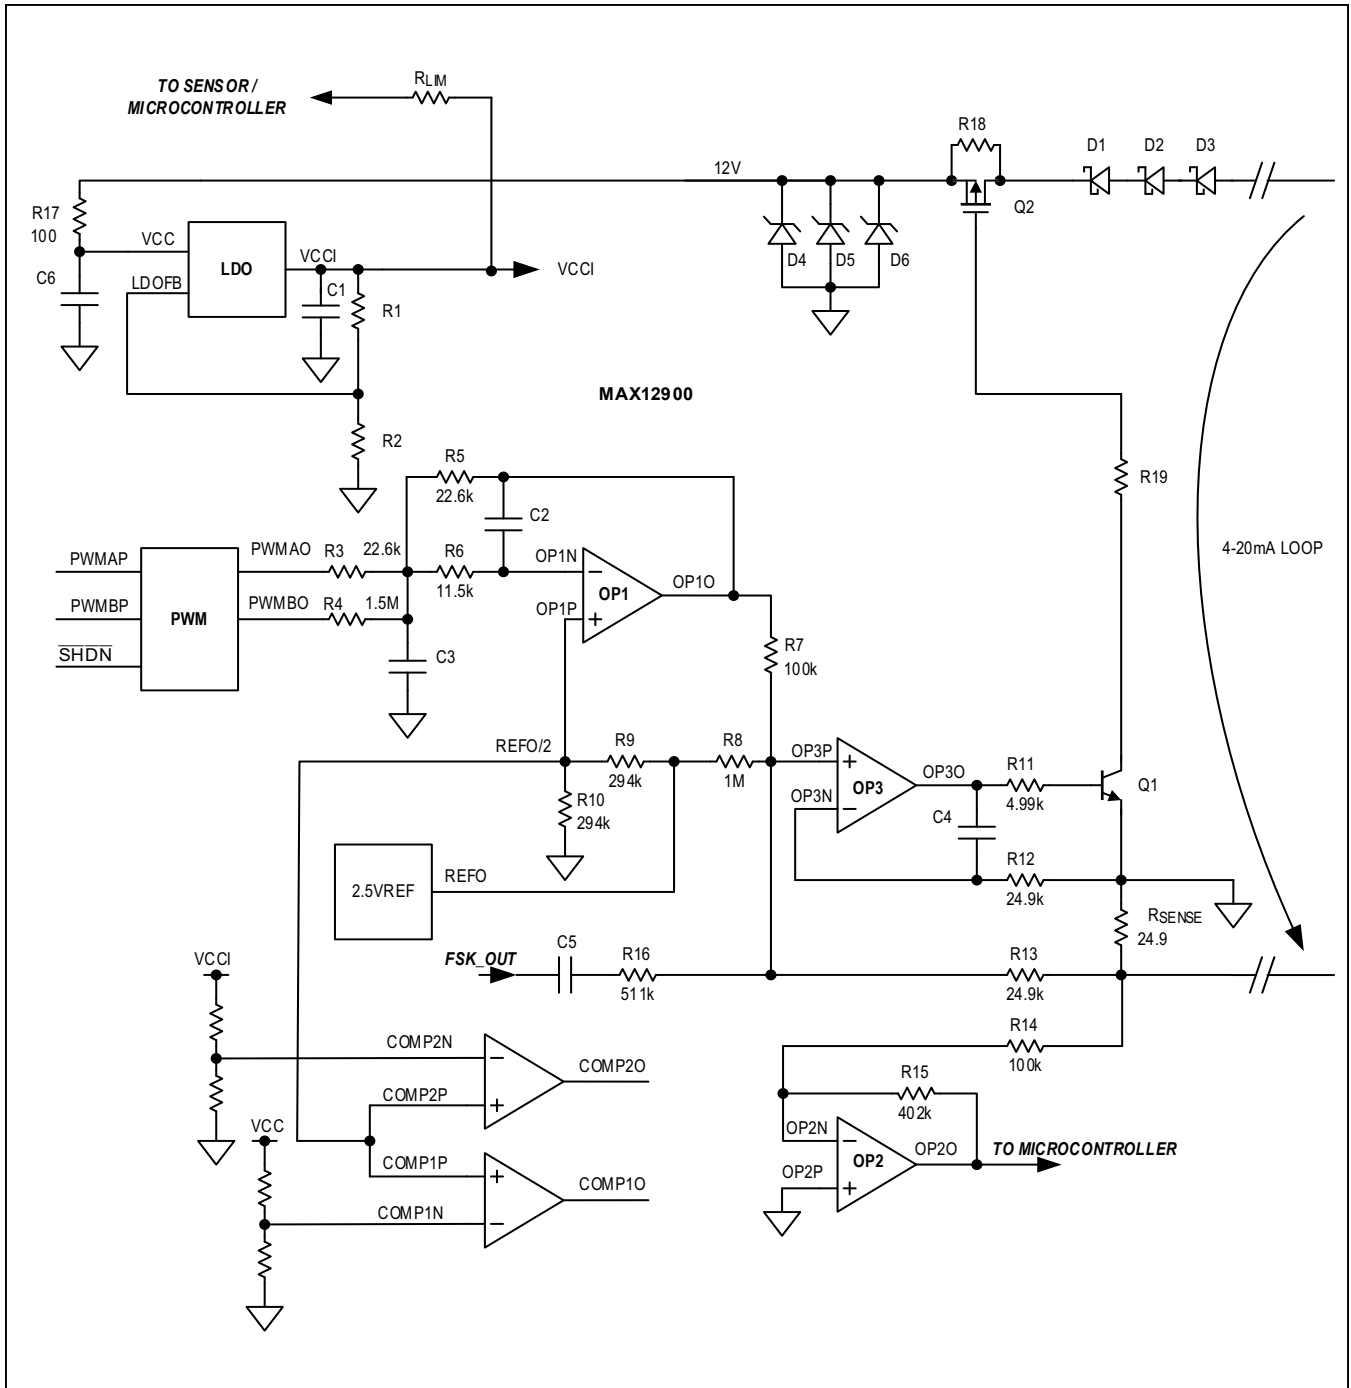 TO SENSOR /
MICROCONTROLLER
RLIM
R18
D1
D2
D3
12V
Q2
R17
100
VCC
LDO
VCCI
VCCI
D4
D5
D6
C6
LDOFB
C1
R1
MAX12900
R2
R5
22.6k
R19
C2
4-20mA LOOP
PWMAP
PWMAO
R3
22.6k
R6
11.5k
OP1N
OP1
OP1O
PWMBP
PWM
PWMBO
R4
1.5M
OP1P
SHDN
C3
R7
100k
REFO/2
R9
294k
R8
1M
OP3P
OP3
OP3O
R11
4.99k
Q1
R10
294k
OP3N
C4
R12
24.9k
2.5VREF
REFO
RSENSE
24.9
VCCI
FSK_OUT
C5
R16
511k
R13
24.9k
R14
100k
COMP2N
COMP2O
COMP2P
R15
402k
VCC
OP2N
OP2
OP2O
TO MICROCONTROLLER
COMP1P
OP2P
COMP1O
COMP1N